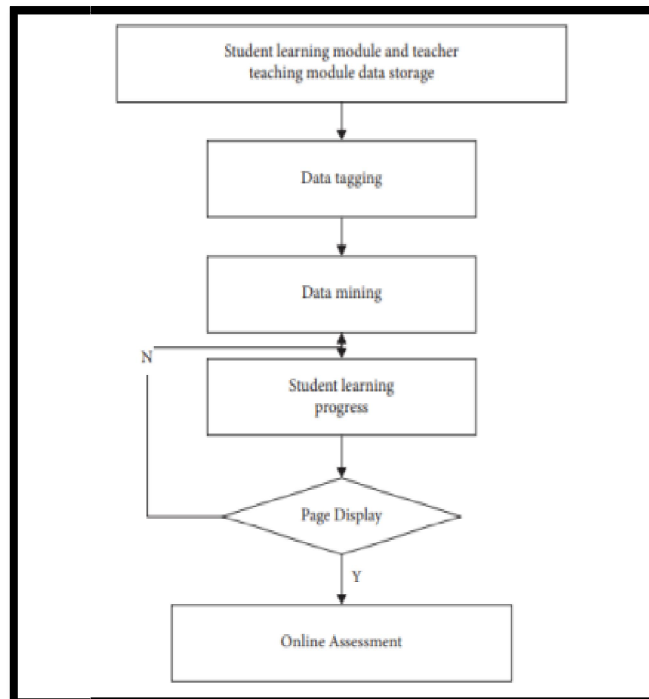 Student learning module and teacher
teaching module data storage
Data tagging
Data mining
N
Student learning
progress
Page Display
Y
Online Assessment